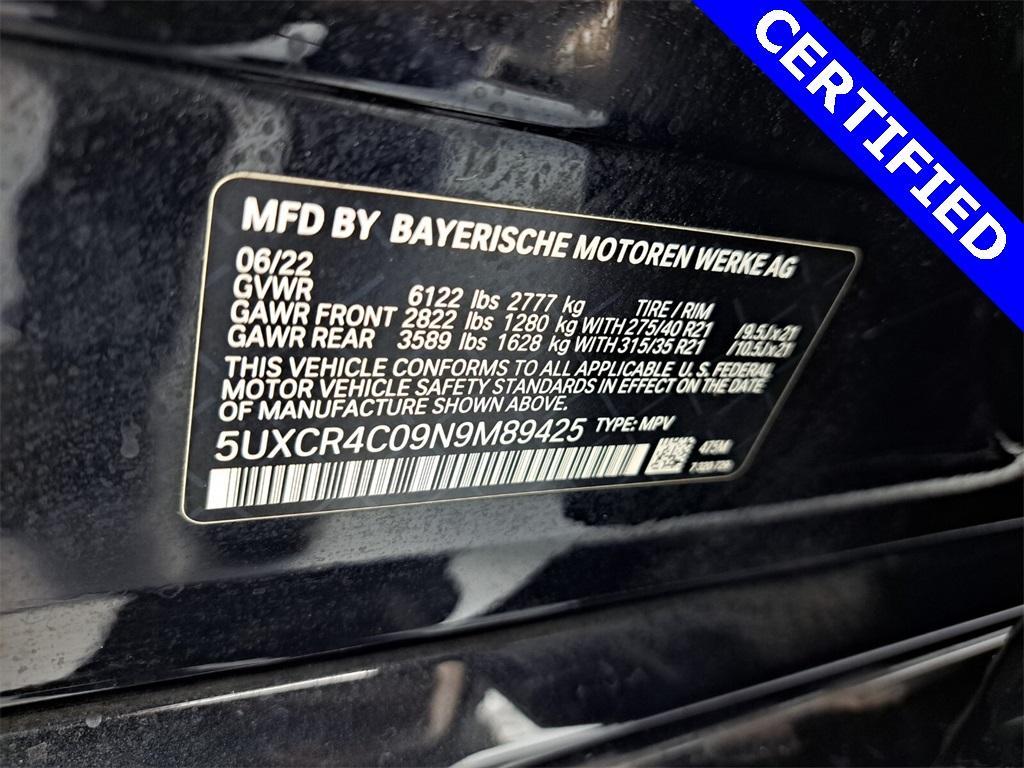 CERTIFIED
MFD BY BAYERISCHE MOTOREN WERKE AG
06/22
GVWR 6122 lbs 2777 kg TIRE / RIM
GAWR FRONT 2822 lbs 1280 kg WITH 275/40 R21 /9.5Jx21
GAWR REAR 3589 lbs 1628 kg WITH 315/35 R21 /10.5Jx21
THIS VEHICLE CONFORMS TO ALL APPLICABLE U.S. FEDERAL
MOTOR VEHICLE SAFETY STANDARDS IN EFFECT ON THE DATE
OF MANUFACTURE SHOWN ABOVE.
5UXCR4C09N9M89425 TYPE: MPV
475M